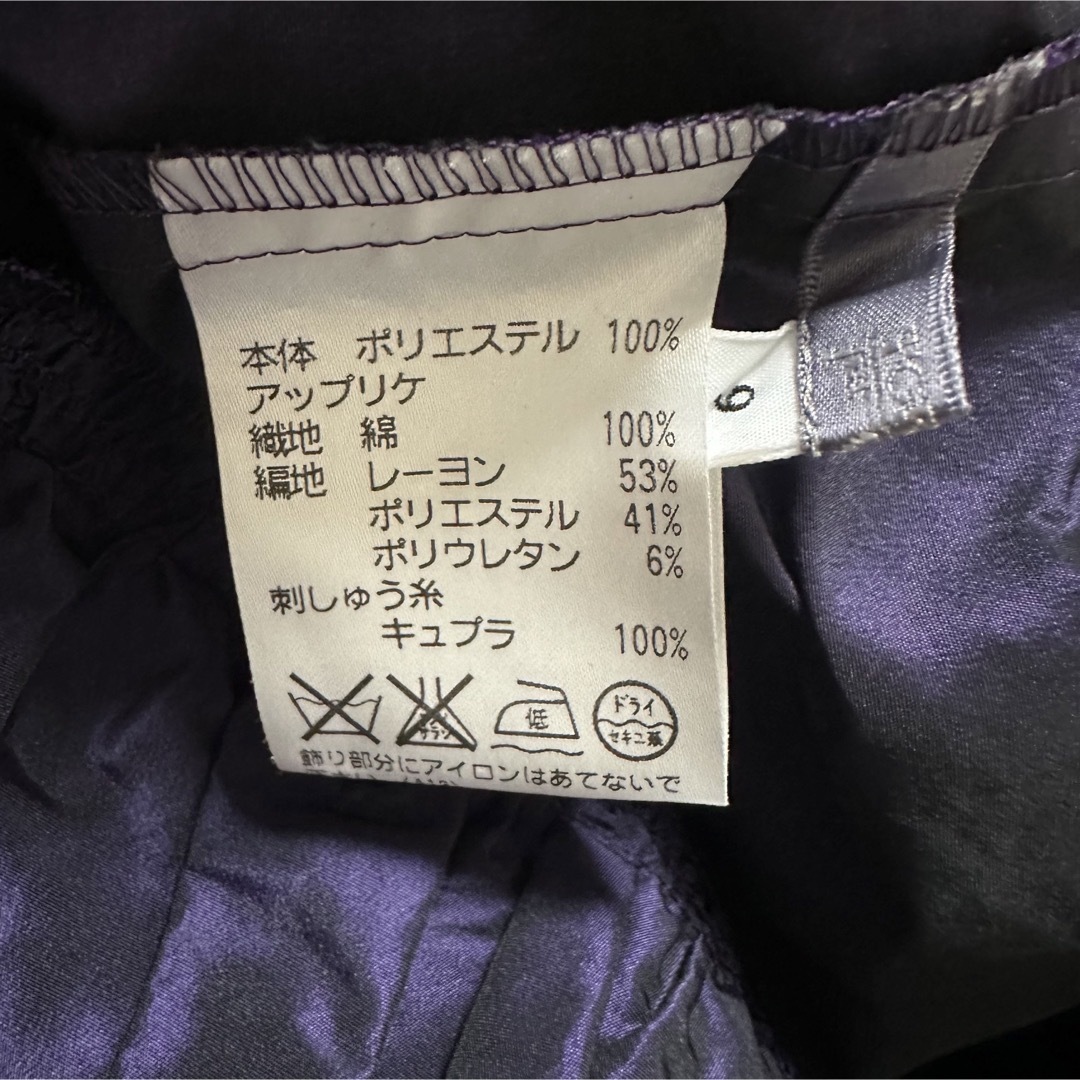 本体 ポリエステル 100%
アップリケ
織地 綿 100%
編地 レーヨン 53%
ポリエステル 41%
ポリウレタン 6%
刺しゅう糸
キュプラ 100%
低
ドライ
セキユ系
飾り部分にアイロンはあてないで